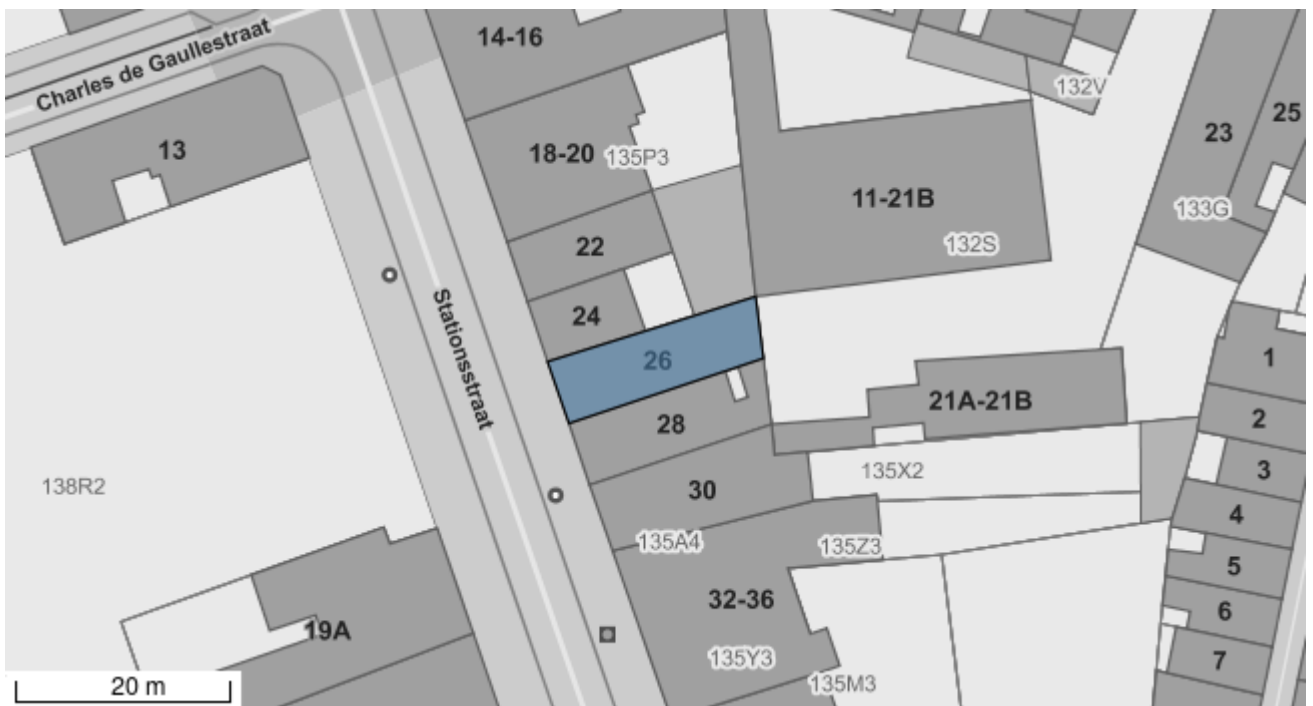 Charles de Gaullestraat
14-16
132V
25
23
13
18-20
135P3
11-21B
133G
22
132S
24
Stationsstraat
26
1
21A-21B
2
28
3
135X2
138R2
30
4
135A4
135Z3
5
32-36
6
19A
135Y3
7
135M3
20 m